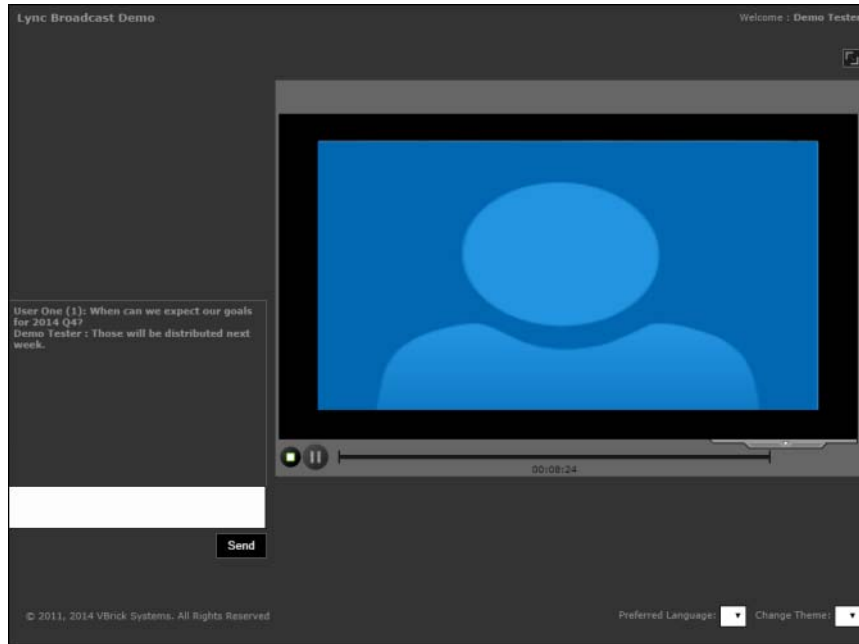 Lync Broadcast Demo
Welcome : Demo Tester
User One (1): When can we expect our goals
for 2014 Q4?
Demo Tester : Those will be distributed next
week.
00:08:24
Send
© 2011, 2014 VBrick Systems. All Rights Reserved
Preferred Language:
Change Theme: